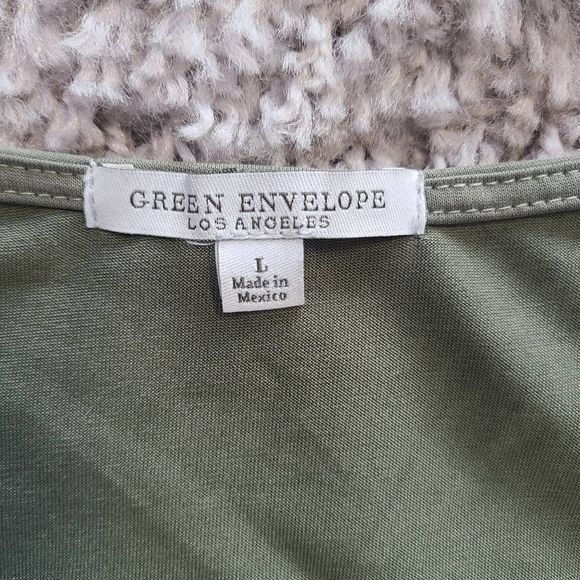 GREEN ENVELOPE
LOS ANGELES
L
Made in
Mexico